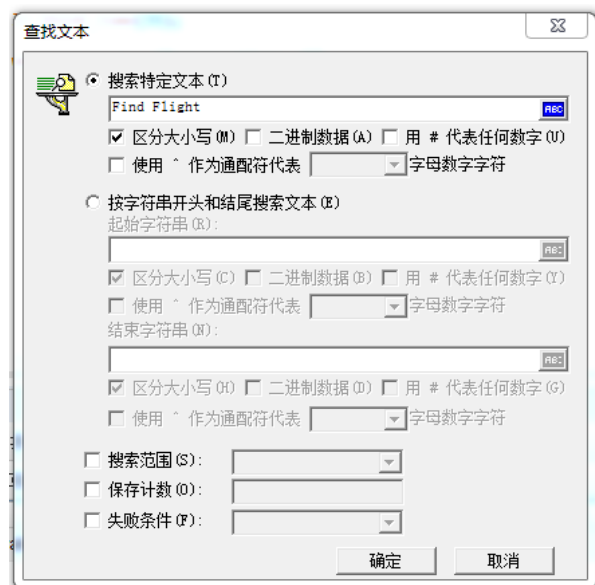 查找文本
搜索特定文本(T)
Find Flight ABC
区分大小写(M) 二进制数据(A) 用 # 代表任何数字(U)
使用 ^ 作为通配符代表 字母数字字符
按字符串开头和结尾搜索文本(E)
起始字符串(R):
ABC
区分大小写(C) 二进制数据(B) 用 # 代表任何数字(Y)
使用 ^ 作为通配符代表 字母数字字符
结束字符串(N):
ABC
区分大小写(H) 二进制数据(D) 用 # 代表任何数字(G)
使用 ^ 作为通配符代表 字母数字字符
搜索范围(S):
保存计数(O):
失败条件(F):
确定 取消